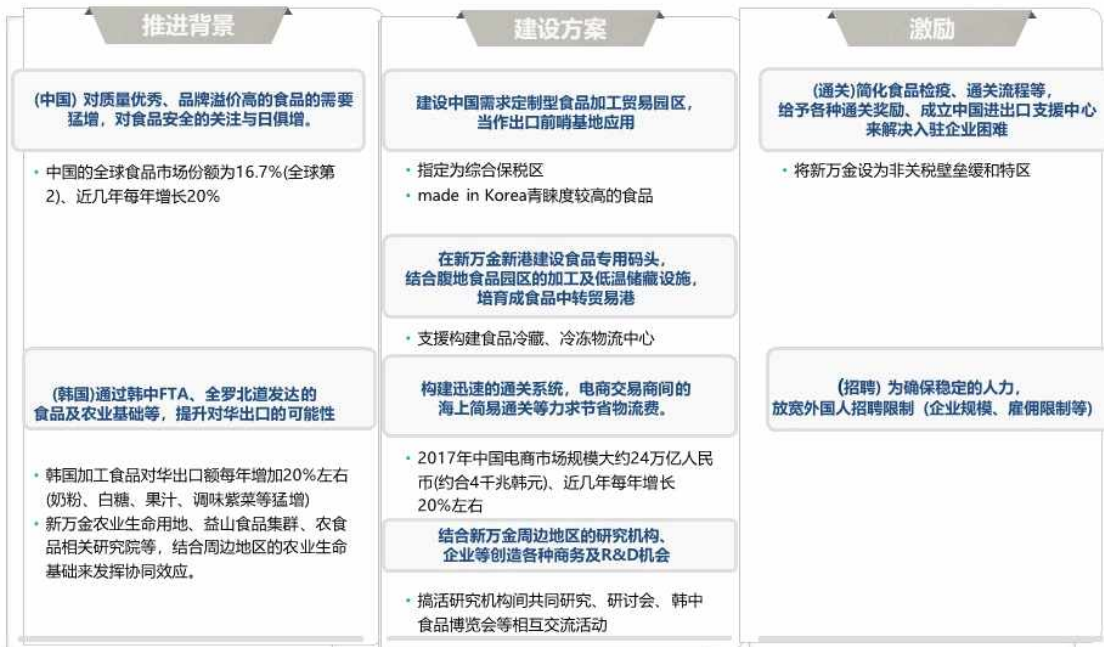 推进背景
(中国) 对质量优秀、品牌溢价高的食品的需要
猛增，对食品安全的关注与日俱增。
• 中国的全球食品市场份额为16.7%(全球第
2)、近几年每年增长20%
(韩国)通过韩中FTA、全罗北道发达的
食品及农业基础等，提升对华出口的可能性
• 韩国加工食品对华出口额每年增加20%左右
(奶粉、白糖、果汁、调味紫菜等猛增)
• 新万金农业生命用地、益山食品集群、农食
品相关研究院等，结合周边地区的农业生命
基础来发挥协同效应。
建设方案
建设中国需求定制型食品加工贸易园区，
当作出口前哨基地应用
• 指定为综合保税区
• made in Korea青睐度较高的食品
在新万金新港建设食品专用码头，
结合腹地食品园区的加工及低温储藏设施，
培育成食品中转贸易港
• 支援构建食品冷藏、冷冻物流中心
构建迅速的通关系统，电商交易商间的
海上简易通关等力求节省物流费。
• 2017年中国电商市场规模大约24万亿人民
币(约合4千兆韩元)、近几年每年增长
20%左右
结合新万金周边地区的研究机构、
企业等创造各种商务及R&D机会
• 搞活研究机构间共同研究、研讨会、韩中
食品博览会等相互交流活动
激励
(通关)简化食品检疫、通关流程等，
给予各种通关奖励、成立中国进出口支援中心
来解决入驻企业困难
• 将新万金设为非关税壁垒缓和特区
(招聘) 为确保稳定的人力，
放宽外国人招聘限制 (企业规模、雇佣限制等)